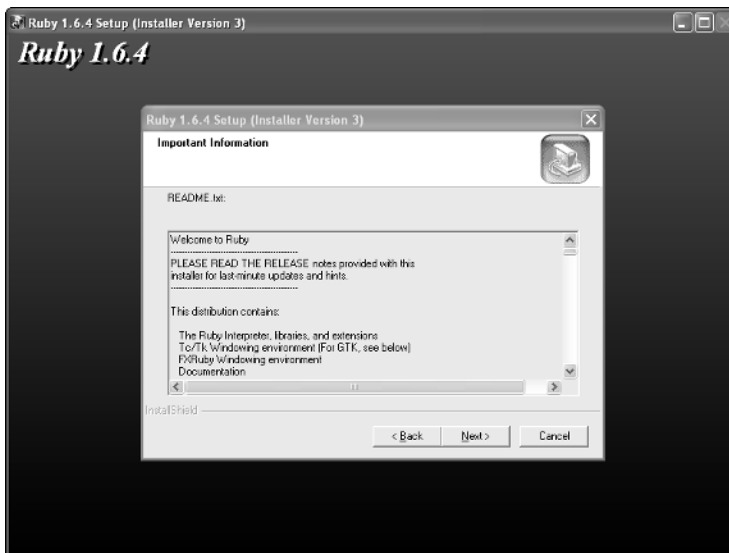 Ruby 1.6.4 Setup (Installer Version 3)
Ruby 1.6.4
Ruby 1.6.4 Setup (Installer Version 3)
Important Information
README.txt:
Welcome to Ruby
----------------------------------------------
PLEASE READ THE RELEASE notes provided with this
installer for last-minute updates and hints.
----------------------------------------------
This distribution contains:
The Ruby Interpreter, libraries, and extensions
Tc/Tk Windowing environment (For GTK, see below)
FXRuby Windowing environment
Documentation
InstallShield
< Back
Next >
Cancel